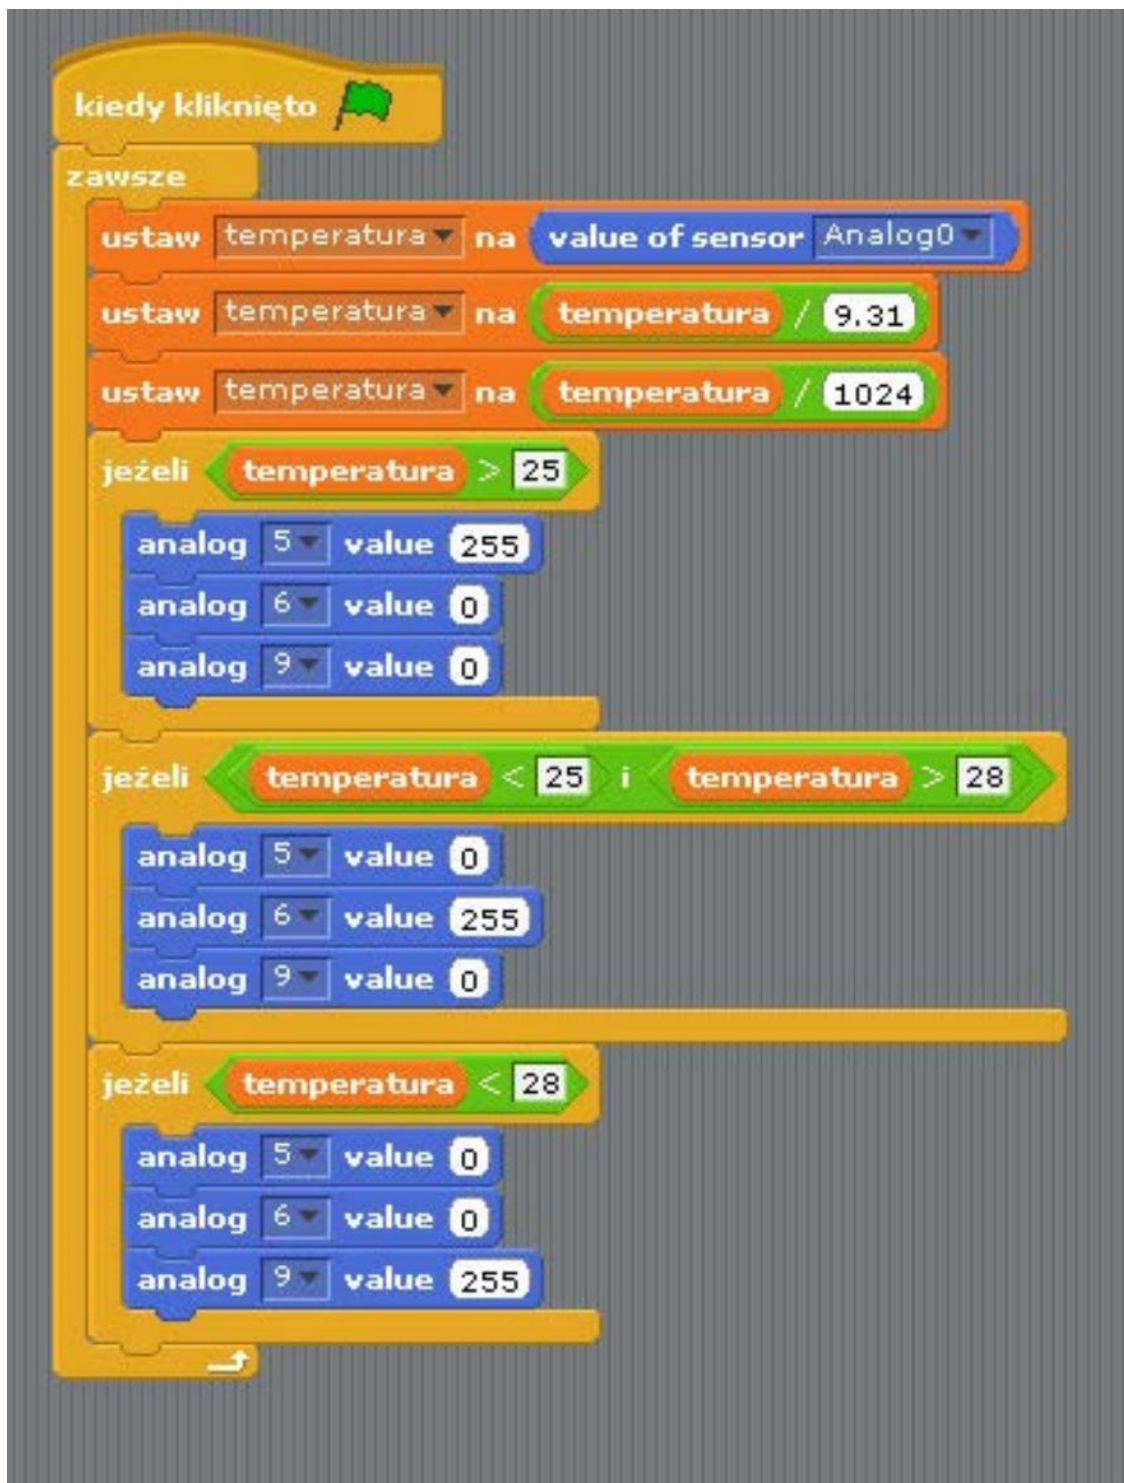 kiedy kliknięto
zawsze
ustaw temperatura na value of sensor Analog0
ustaw temperatura na temperatura / 9.31
ustaw temperatura na temperatura / 1024
jeżeli temperatura > 25
analog 5 value 255
analog 6 value 0
analog 9 value 0
jeżeli temperatura < 25 i temperatura > 28
analog 5 value 0
analog 6 value 255
analog 9 value 0
jeżeli temperatura < 28
analog 5 value 0
analog 6 value 0
analog 9 value 255